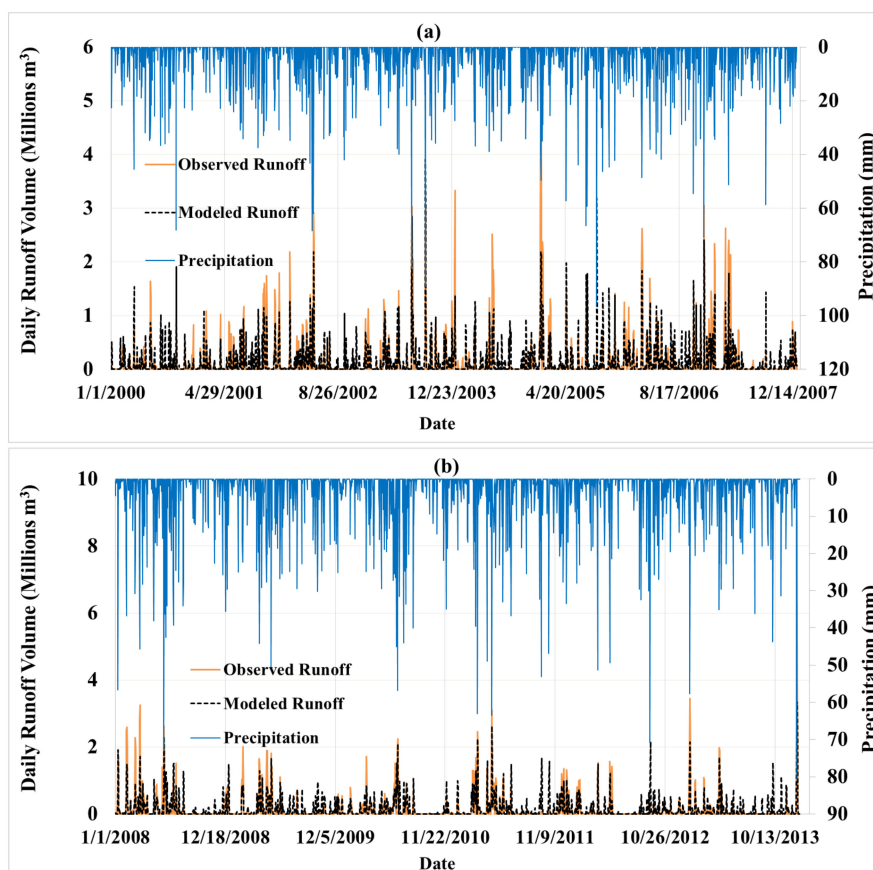 (a)
Daily Runoff Volume (Millions m³)
6
5
4
3
2
1
0
Observed Runoff
Modeled Runoff
Precipitation
0
20
40
60
80
100
120
Precipitation (mm)
1/1/2000 4/29/2001 8/26/2002 12/23/2003 4/20/2005 8/17/2006 12/14/2007
Date
(b)
Daily Runoff Volume (Millions m³)
10
8
6
4
2
0
Observed Runoff
Modeled Runoff
Precipitation
0
10
20
30
40
50
60
70
80
90
Precipitation (mm)
1/1/2008 12/18/2008 12/5/2009 11/22/2010 11/9/2011 10/26/2012 10/13/2013
Date